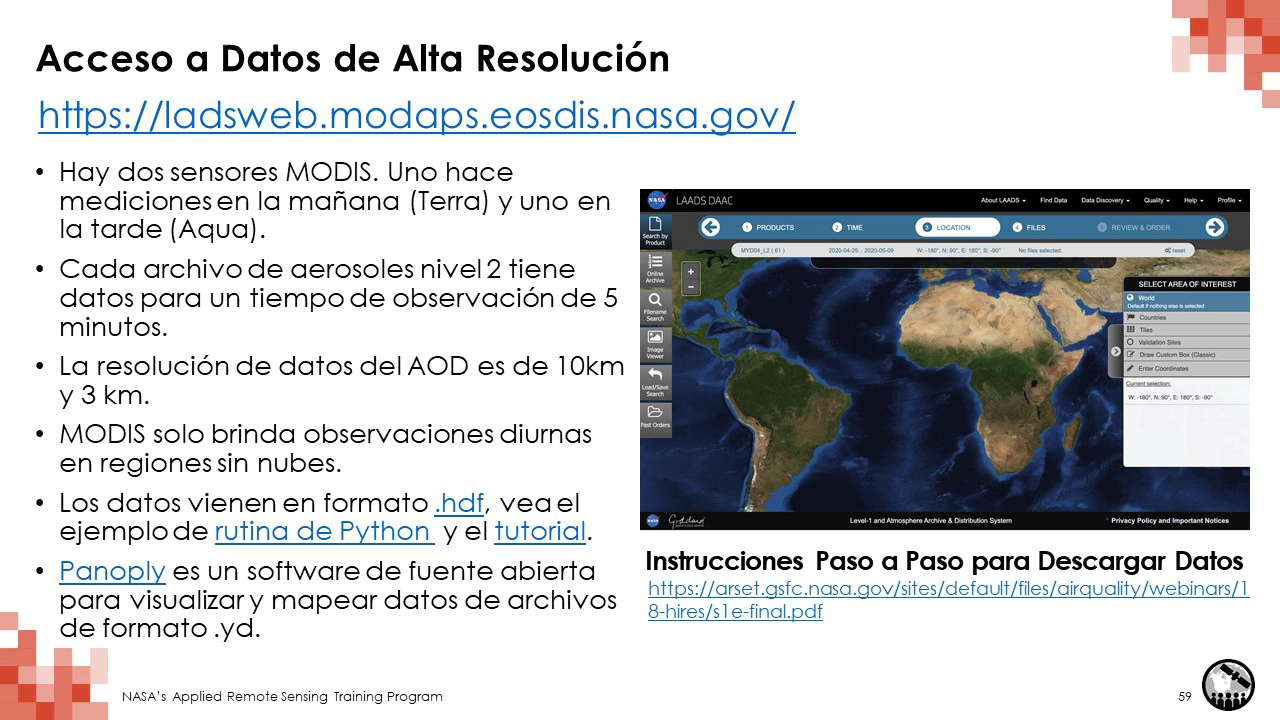 Acceso a Datos de Alta Resolución
https://ladsweb.modaps.eosdis.nasa.gov/
• Hay dos sensores MODIS. Uno hace
mediciones en la mañana (Terra) y uno en
la tarde (Aqua).
• Cada archivo de aerosoles nivel 2 tiene
datos para un tiempo de observación de 5
minutos.
• La resolución de datos del AOD es de 10km
y 3 km.
• MODIS solo brinda observaciones diurnas
en regiones sin nubes.
• Los datos vienen en formato .hdf, vea el
ejemplo de rutina de Python y el tutorial.
• Panoply es un software de fuente abierta
para visualizar y mapear datos de archivos
de formato .yd.
LAADS DAAC
About LAADS Find Data Data Discovery Quality Help Profile
1 PRODUCTS 2 TIME 3 LOCATION 4 FILES 5 REVIEW & ORDER
MYD04_L2 ( 61 ) 2020-04-25 .. 2020-05-09 W: -180°, N: 90°, E: 180°, S: -90° No files selected. reset
Search by
Product
Online
Archive
Filename
Search
Image
Viewer
Load/Save
Search
Past Orders
+
−
SELECT AREA OF INTEREST
World
Default if nothing else is selected
Countries
Tiles
Validation Sites
Draw Custom Box (Classic)
Enter Coordinates
Current selection:
W: -180°, N: 90°, E: 180°, S: -90°
NASA Goddard Level-1 and Atmosphere Archive & Distribution System Privacy Policy and Important Notices
Instrucciones Paso a Paso para Descargar Datos
https://arset.gsfc.nasa.gov/sites/default/files/airquality/webinars/1
8-hires/s1e-final.pdf
NASA's Applied Remote Sensing Training Program
59